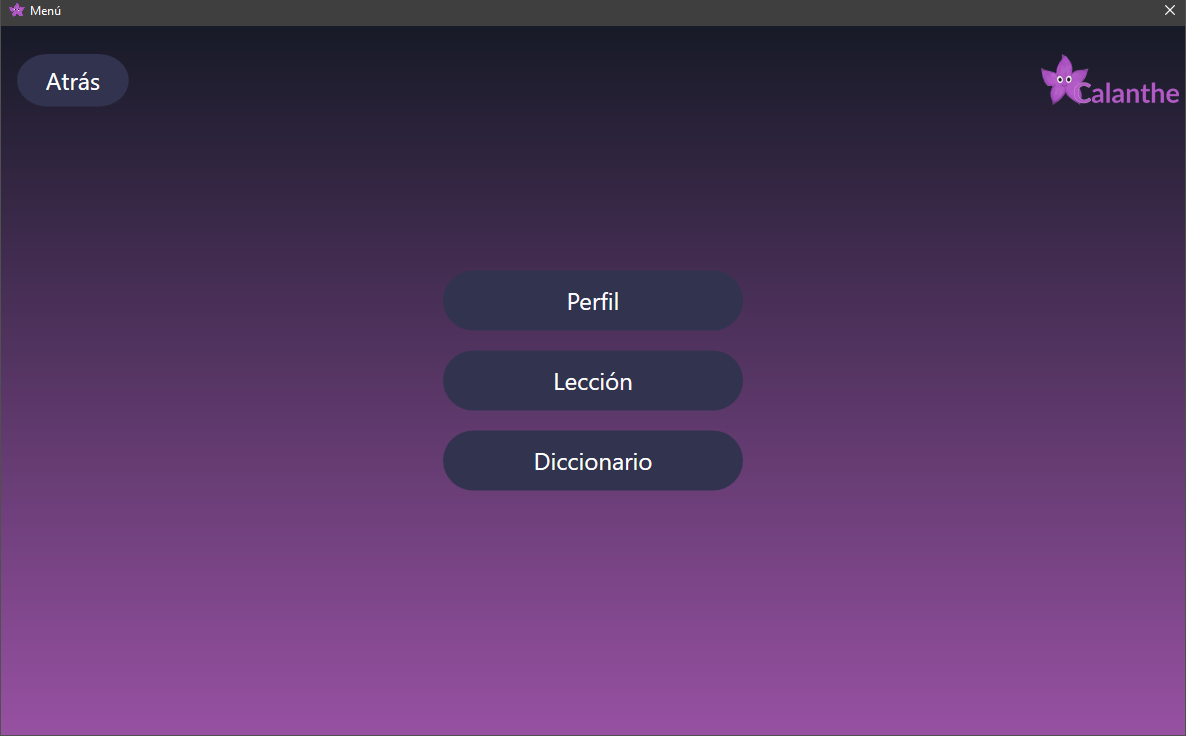 Menú
Atrás
Calanthe
Perfil
Lección
Diccionario